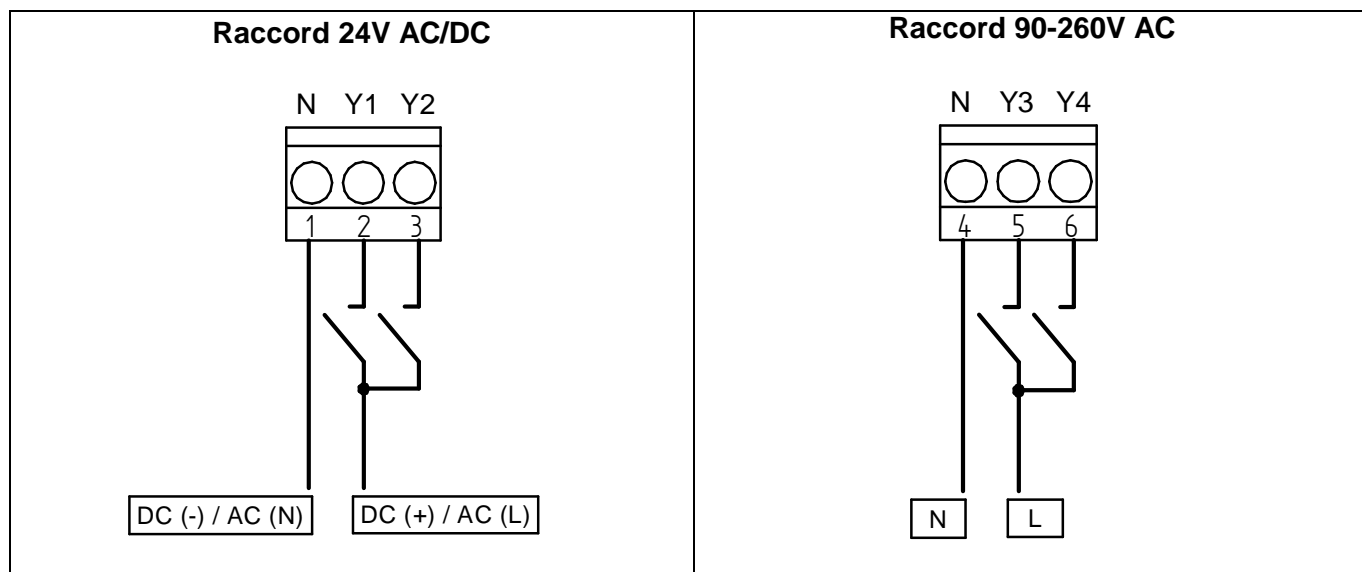 Raccord 24V AC/DC
N Y1 Y2
1 2 3
DC (-) / AC (N)
DC (+) / AC (L)
Raccord 90-260V AC
N Y3 Y4
4 5 6
N
L